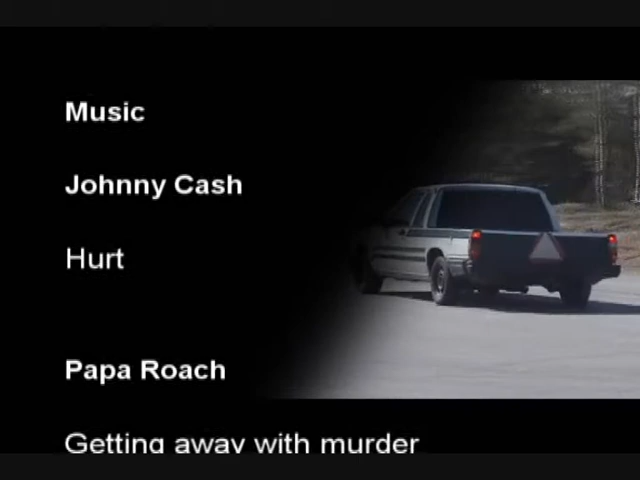 Music
Johnny Cash
Hurt
Papa Roach
Getting away with murder